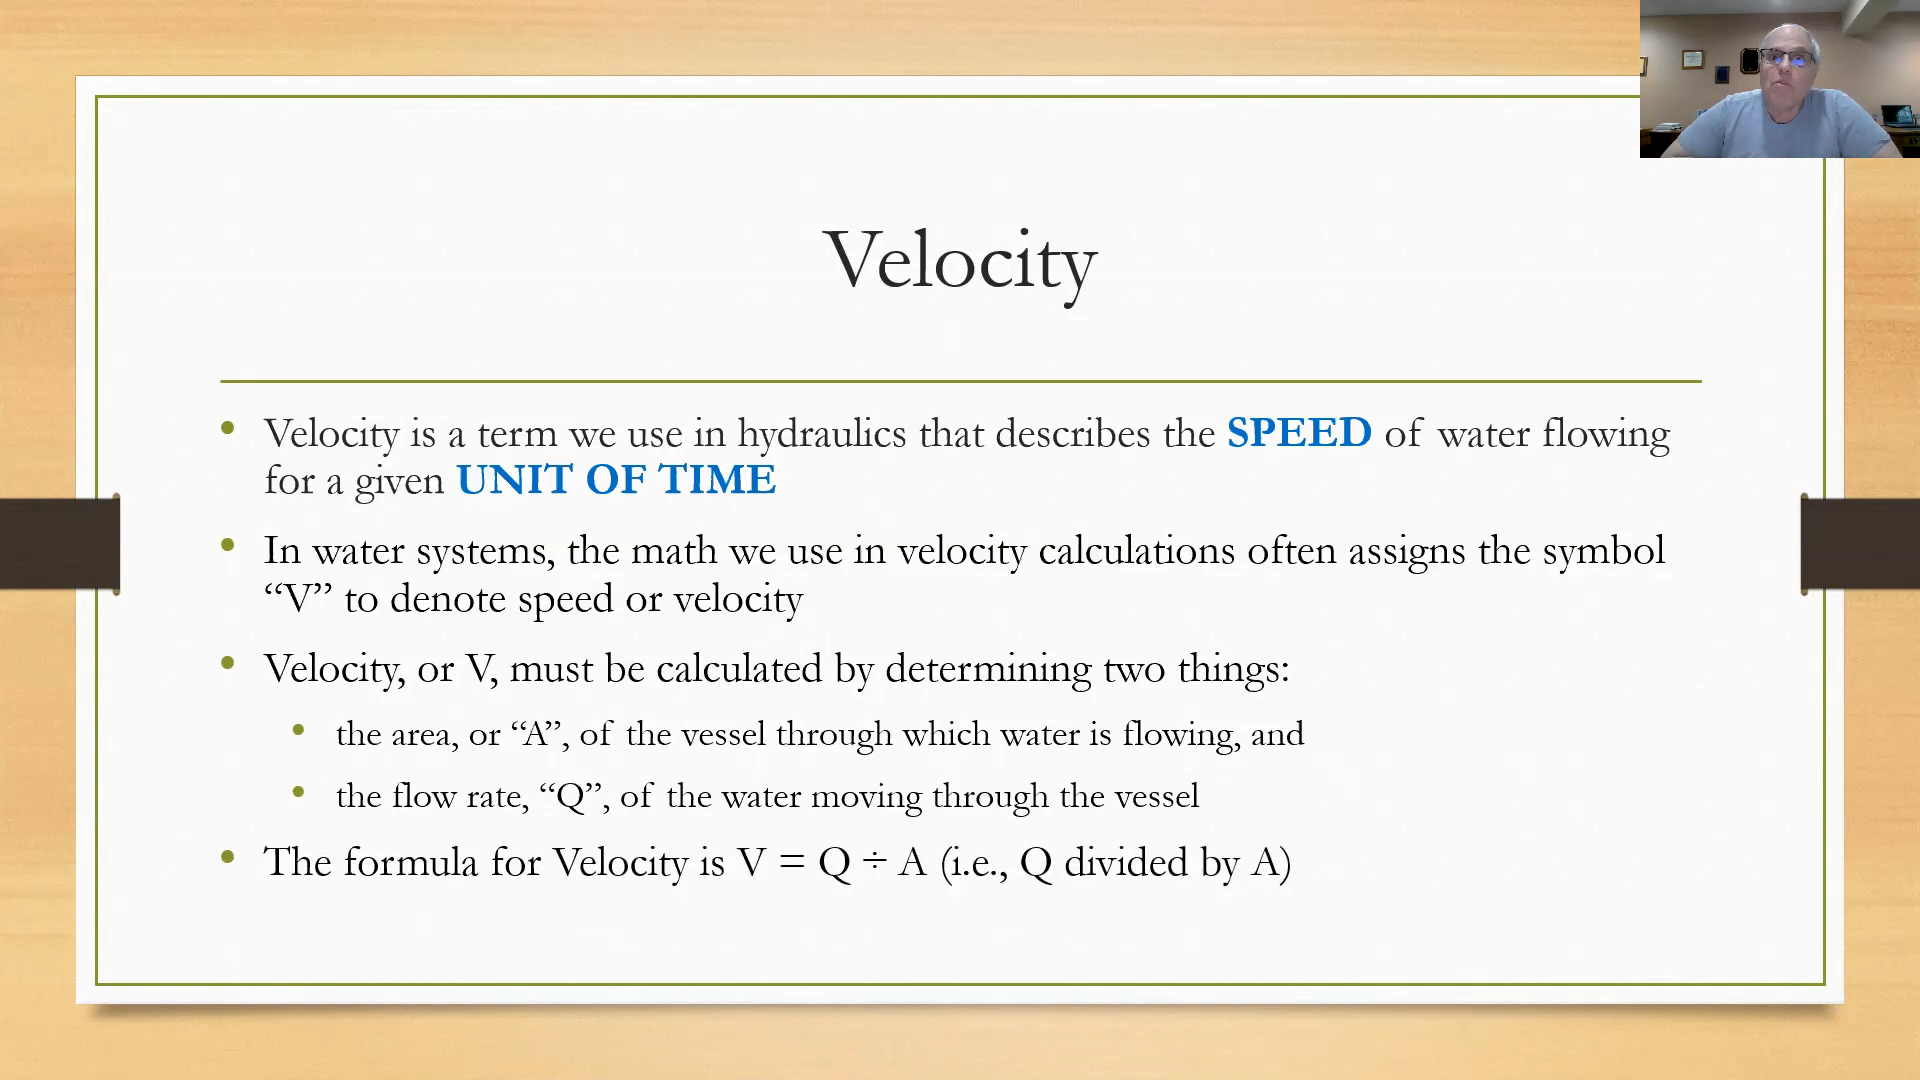 Velocity
• Velocity is a term we use in hydraulics that describes the SPEED of water flowing
for a given UNIT OF TIME
• In water systems, the math we use in velocity calculations often assigns the symbol
“V” to denote speed or velocity
• Velocity, or V, must be calculated by determining two things:
• the area, or “A”, of the vessel through which water is flowing, and
• the flow rate, “Q”, of the water moving through the vessel
• The formula for Velocity is V = Q ÷ A (i.e., Q divided by A)